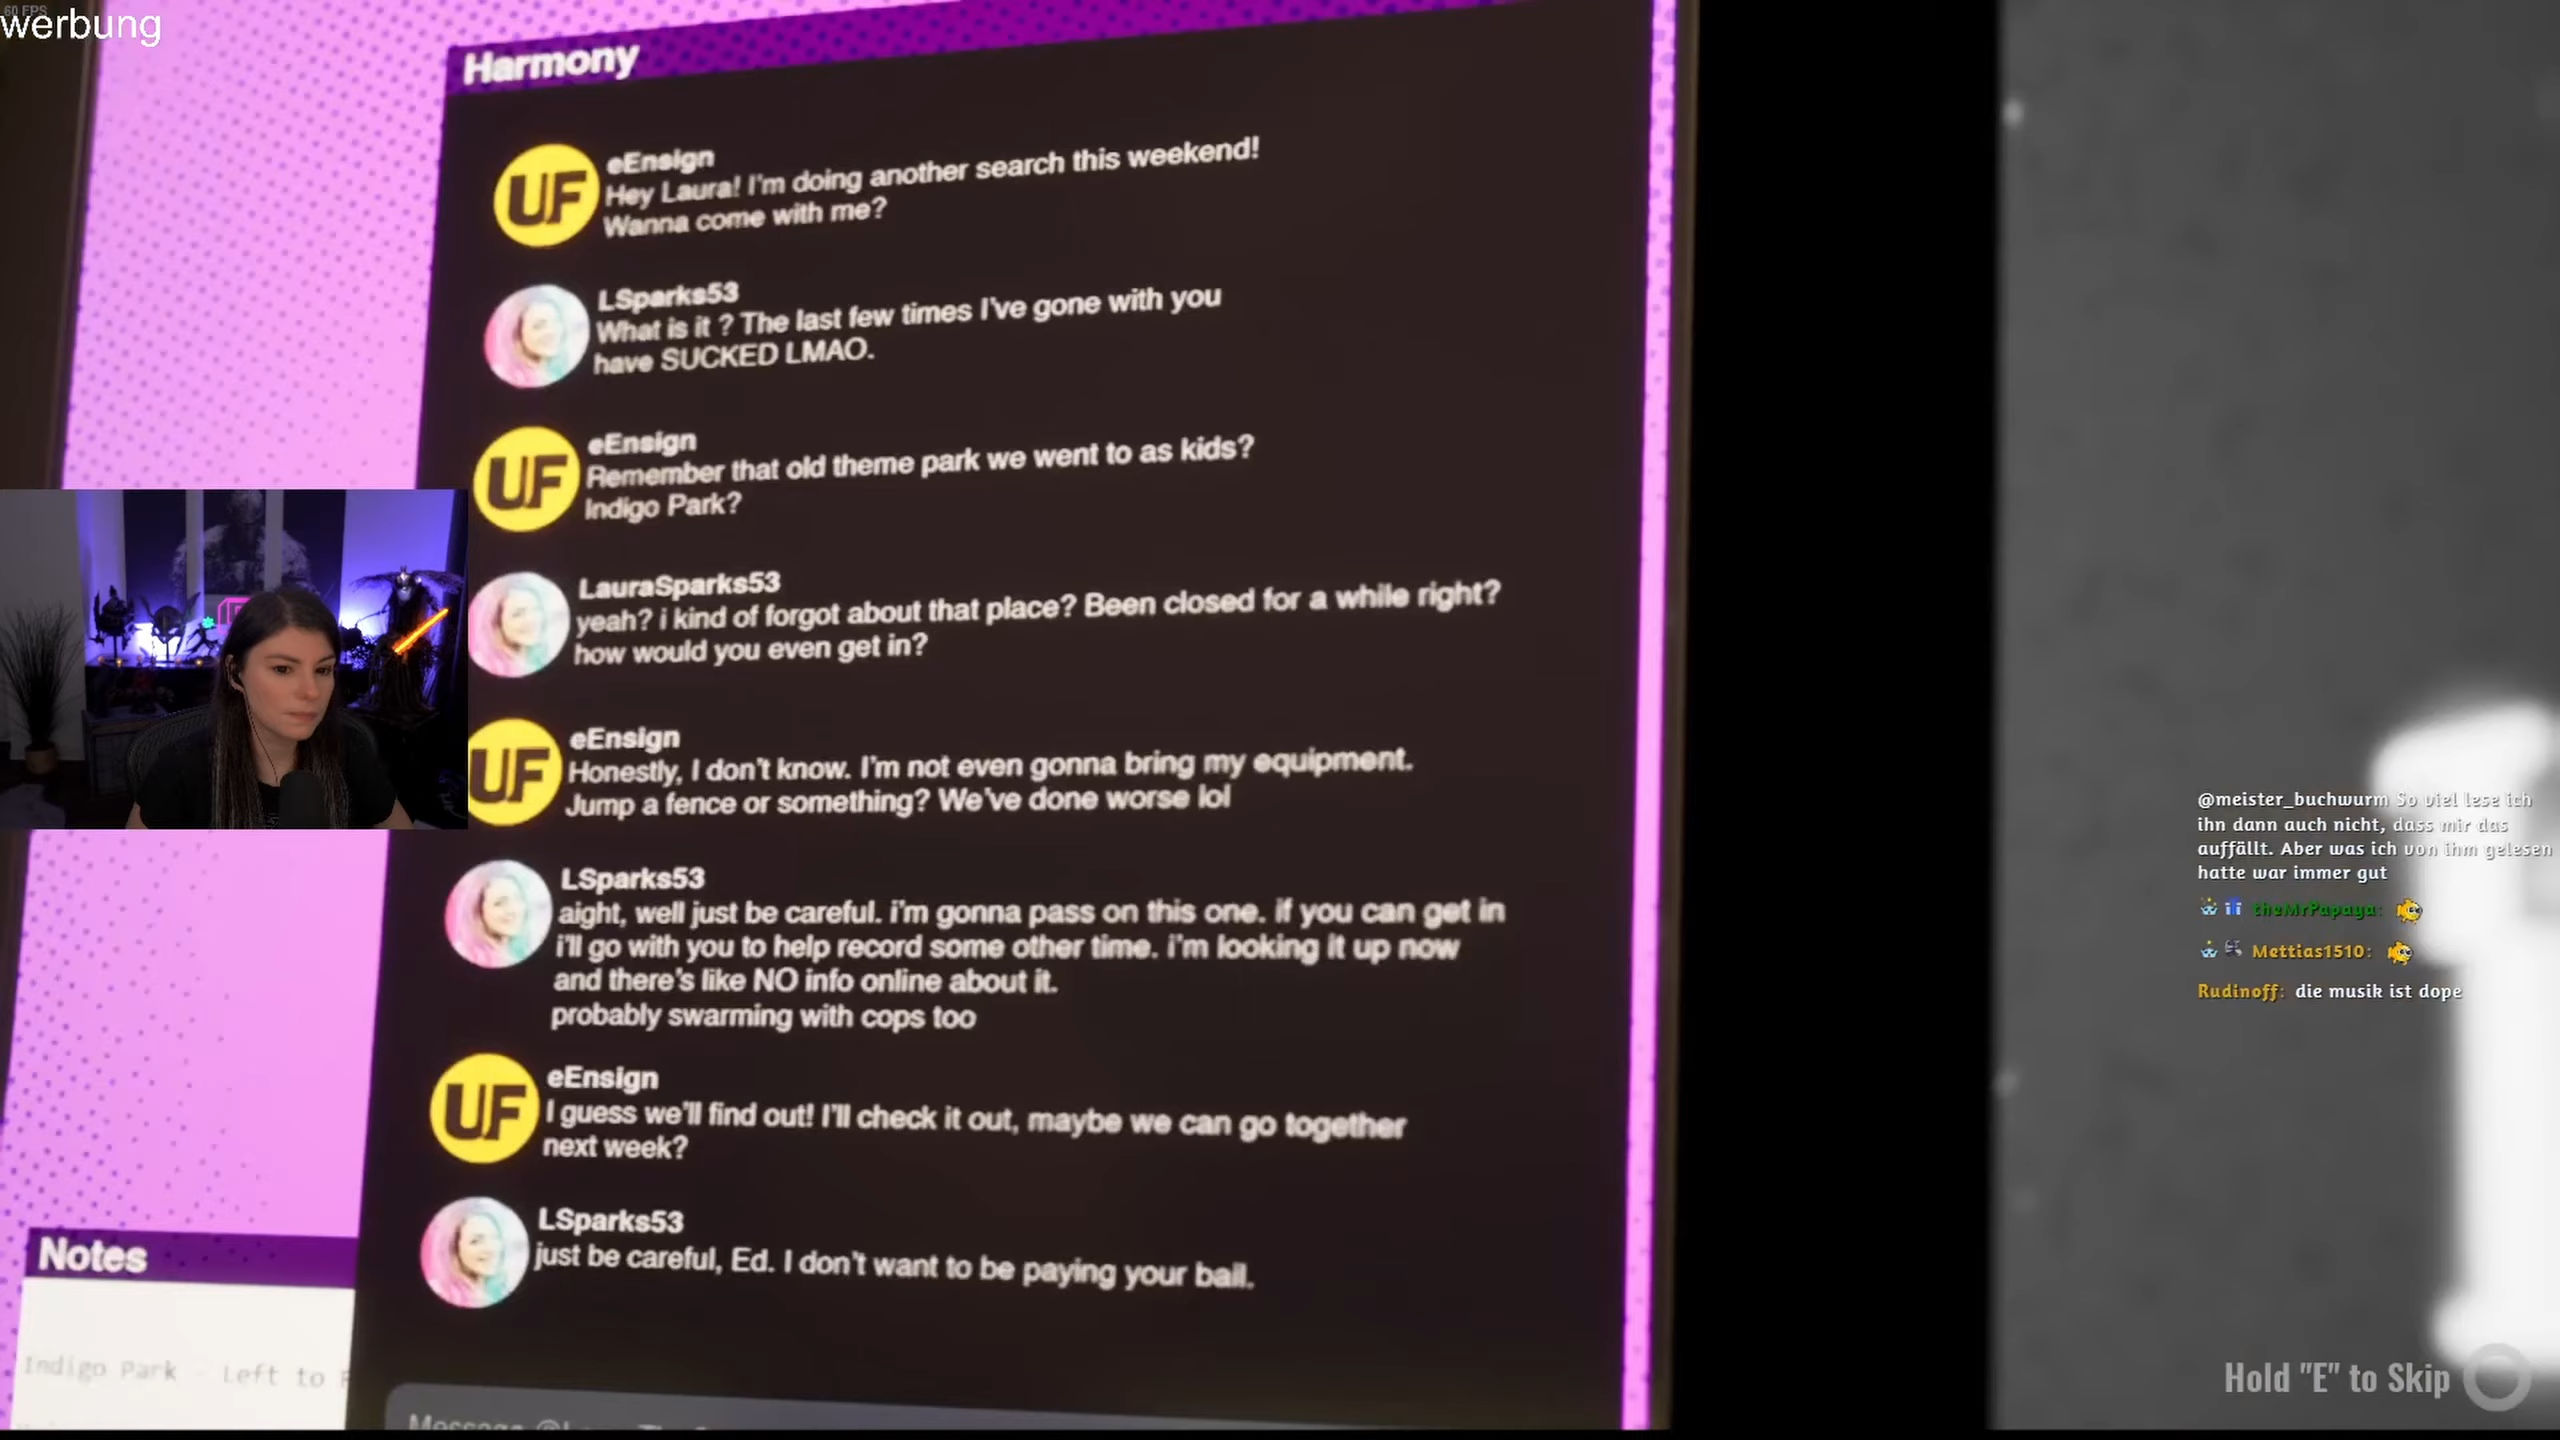 60 FPS
werbung
Harmony
UF
eEnsign
Hey Laura! I'm doing another search this weekend!
Wanna come with me?
LSparks53
What is it ? The last few times I've gone with you
have SUCKED LMAO.
UF
eEnsign
Remember that old theme park we went to as kids?
Indigo Park?
LauraSparks53
yeah? i kind of forgot about that place? Been closed for a while right?
how would you even get in?
UF
eEnsign
Honestly, I don't know. I'm not even gonna bring my equipment.
Jump a fence or something? We've done worse lol
LSparks53
aight, well just be careful. i'm gonna pass on this one. if you can get in
i'll go with you to help record some other time. i'm looking it up now
and there's like NO info online about it.
probably swarming with cops too
UF
eEnsign
I guess we'll find out! I'll check it out, maybe we can go together
next week?
LSparks53
just be careful, Ed. I don't want to be paying your bail.
Notes
Indigo Park - Left to
@meister_buchwurm So viel lese ich
ihn dann auch nicht, dass mir das
auffällt. Aber was ich von ihm gelesen
hatte war immer gut
theMrPapaya:
Mettias1510:
Rudinoff: die musik ist dope
Hold "E" to Skip